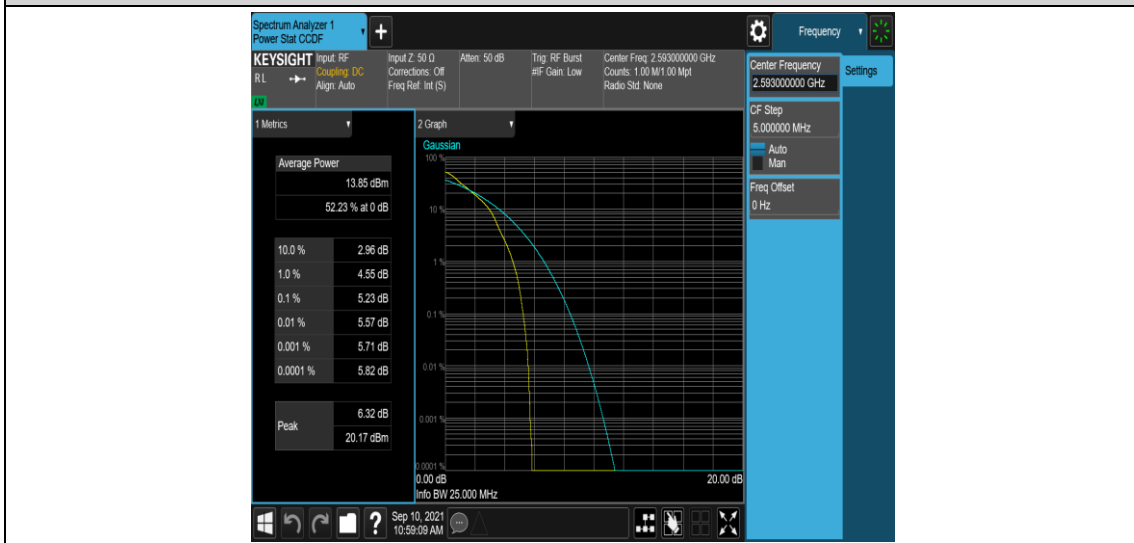 Spectrum Analyzer 1
Power Stat CCDF
Frequency
KEYSIGHT
RL
Input: RF
Coupling: DC
Align: Auto
Input Z: 50 Ω
Corrections: Off
Freq Ref: Int (S)
Atten: 50 dB
Trig: RF Burst
#IF Gain: Low
Center Freq: 2.593000000 GHz
Counts: 1.00 M/1.00 Mpt
Radio Std: None
Center Frequency
2.593000000 GHz
Settings
CF Step
5.000000 MHz
Auto
Man
Freq Offset
0 Hz
1 Metrics
Average Power
13.85 dBm
52.23 % at 0 dB
10.0 % 2.96 dB
1.0 % 4.55 dB
0.1 % 5.23 dB
0.01 % 5.57 dB
0.001 % 5.71 dB
0.0001 % 5.82 dB
Peak
6.32 dB
20.17 dBm
2 Graph
Gaussian
100 %
10 %
1 %
0.1 %
0.01 %
0.001 %
0.0001 %
0.00 dB 20.00 dB
Info BW 25.000 MHz
Sep 10, 2021
10:59:09 AM